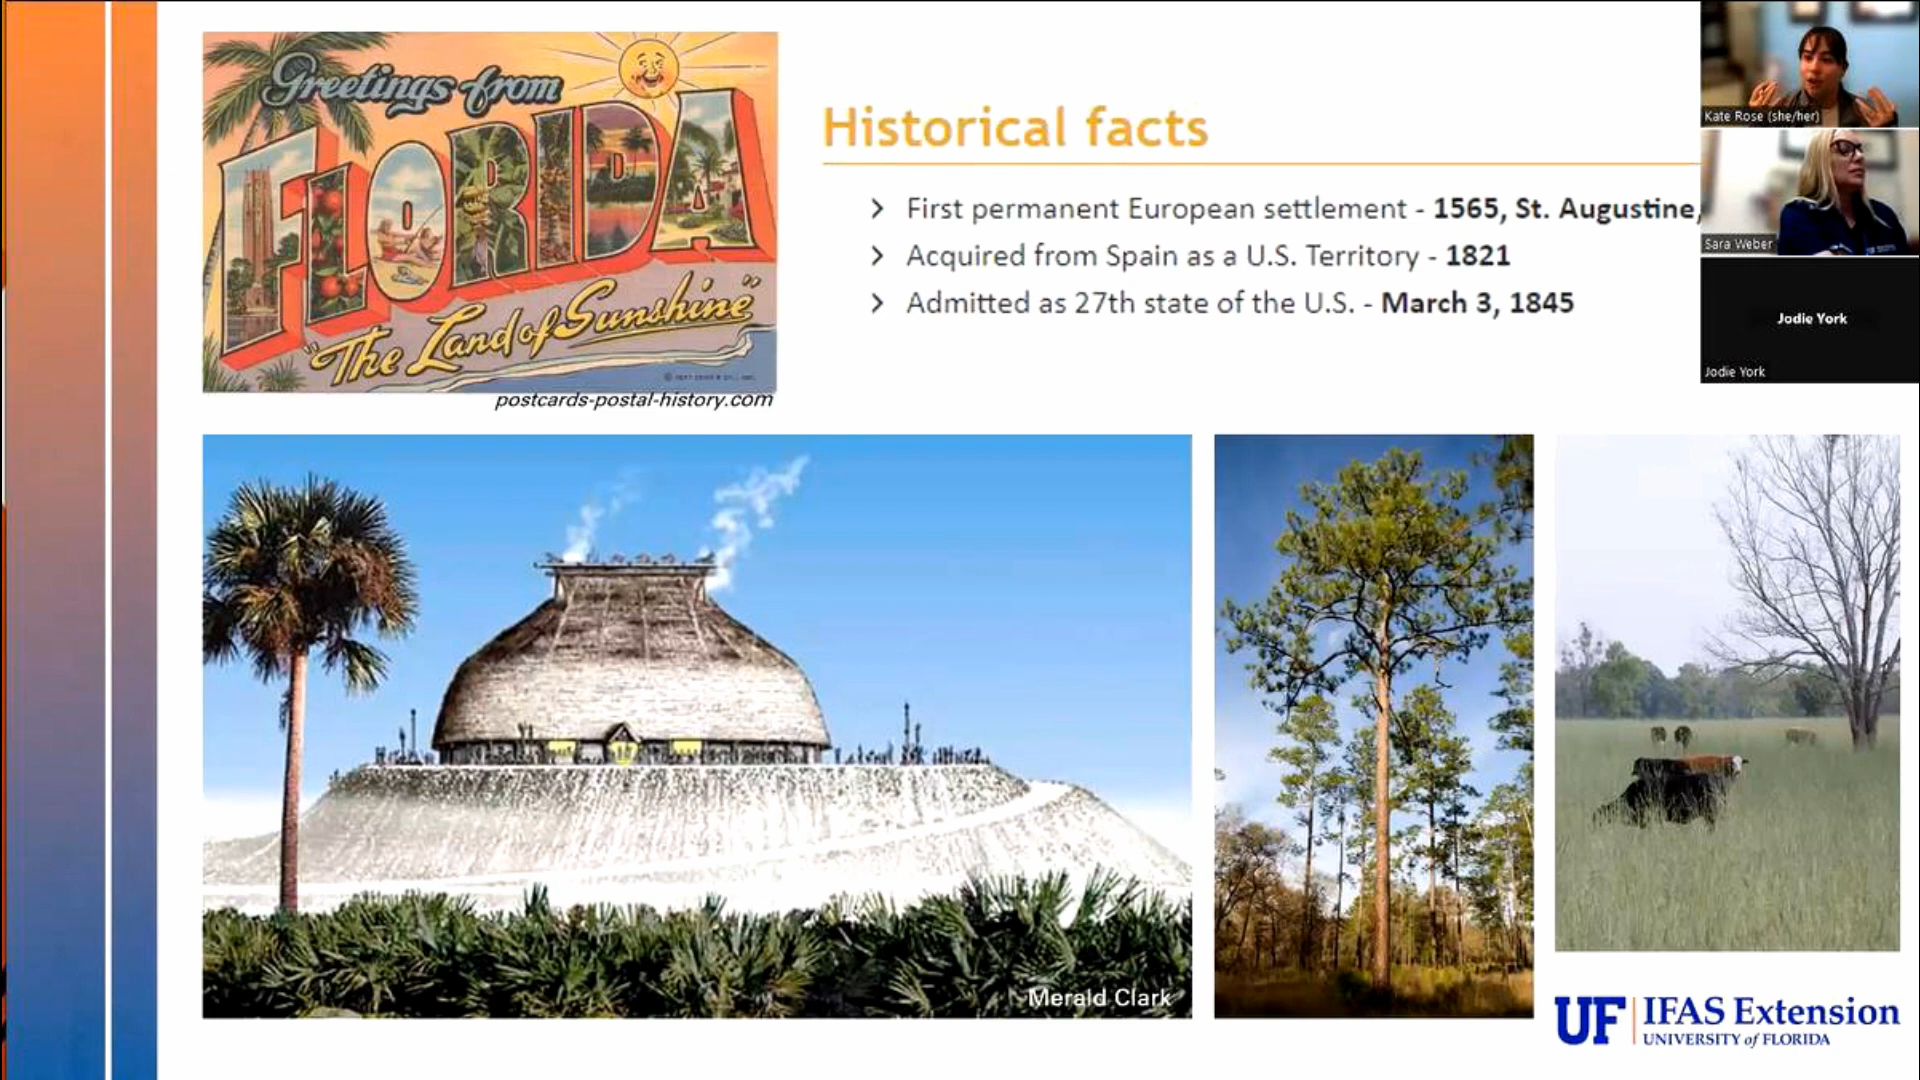 Greetings from
FLORIDA
"The Land of Sunshine"
postcards-postal-history.com
Historical facts
First permanent European settlement - 1565, St. Augustine,
Acquired from Spain as a U.S. Territory - 1821
Admitted as 27th state of the U.S. - March 3, 1845
Kate Rose (she/her)
Sara Weber
Jodie York
Jodie York
Merald Clark
UF IFAS Extension
UNIVERSITY of FLORIDA